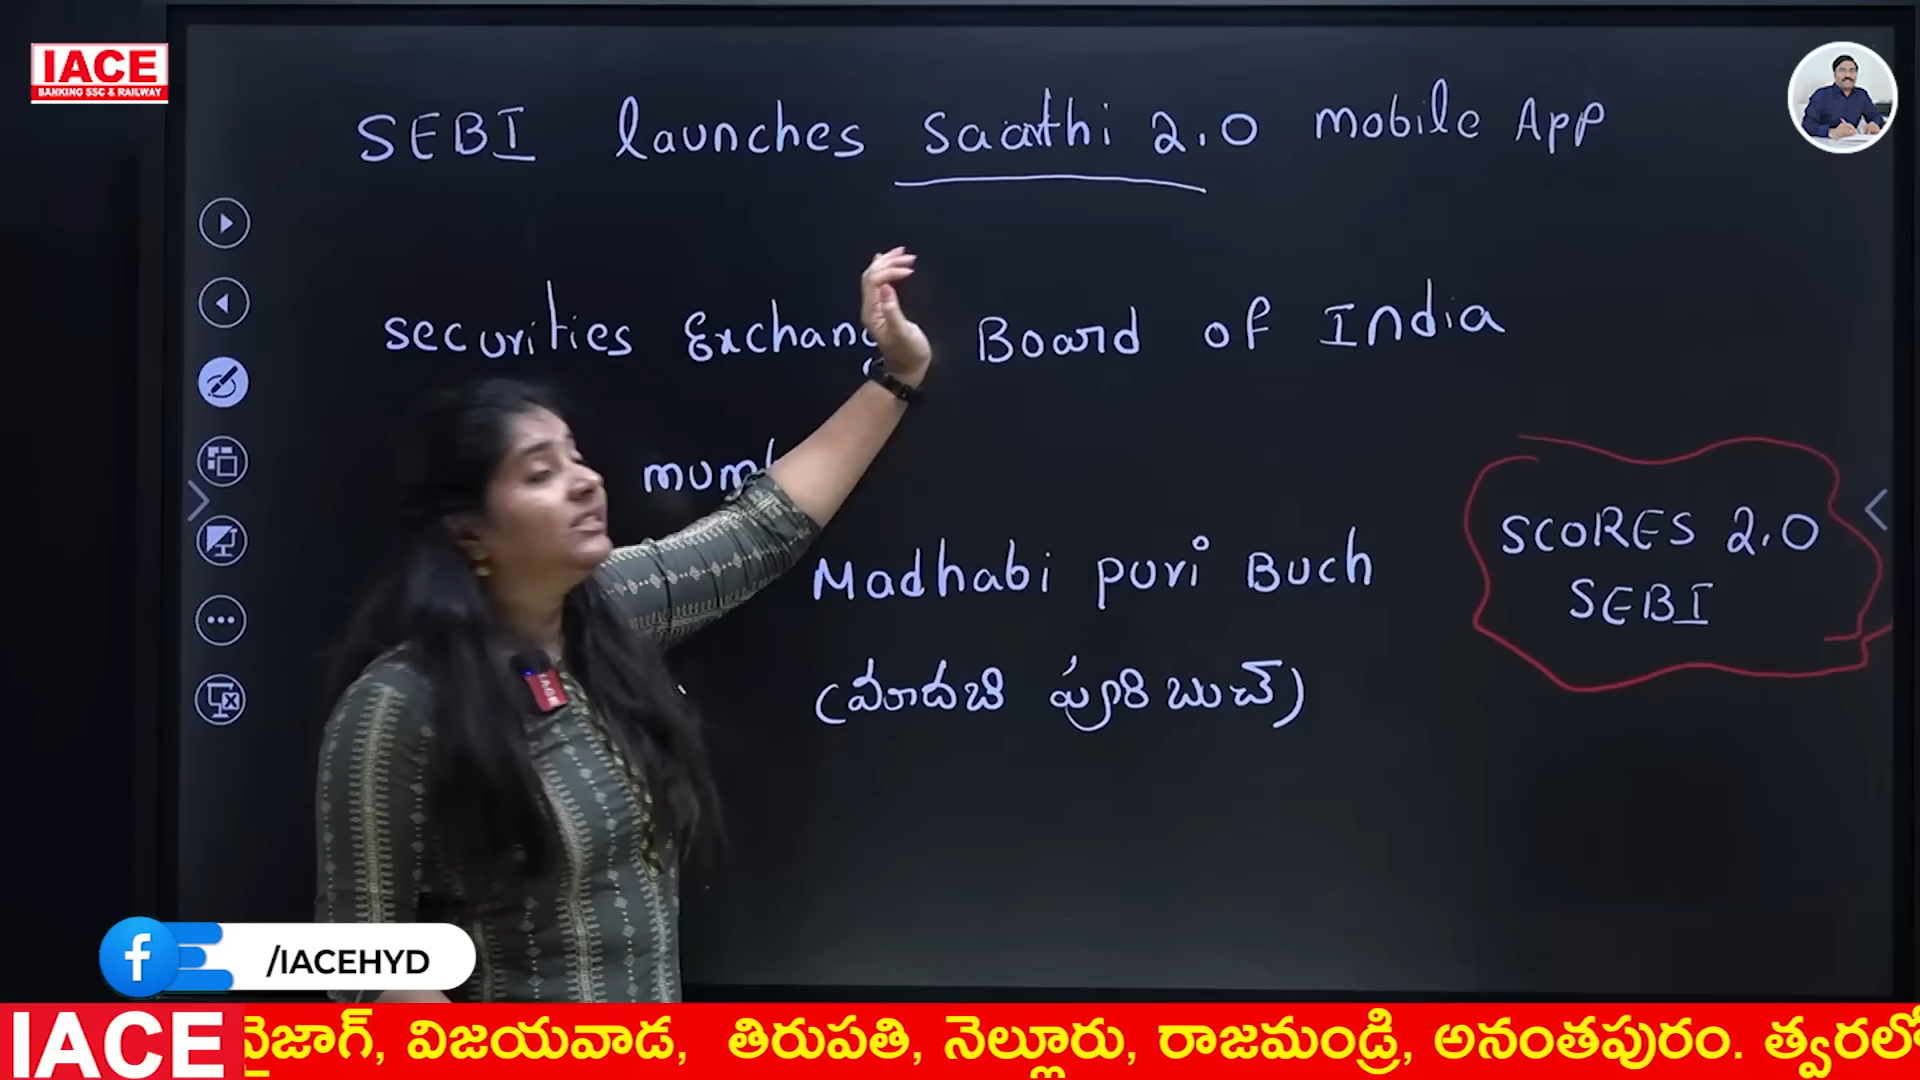 IACE
BANKING SSC & RAILWAY
SEBI launches Saathi 2.0 mobile App
securities Exchang Board of India
mum
Madhabi puri Buch
(మాదబి పూరి బుచ్)
SCORES 2.0
SEBI
IACE
/IACEHYD
IACE
వైజాగ్, విజయవాడ, తిరుపతి, నెల్లూరు, రాజమండ్రి, అనంతపురం. త్వరలో